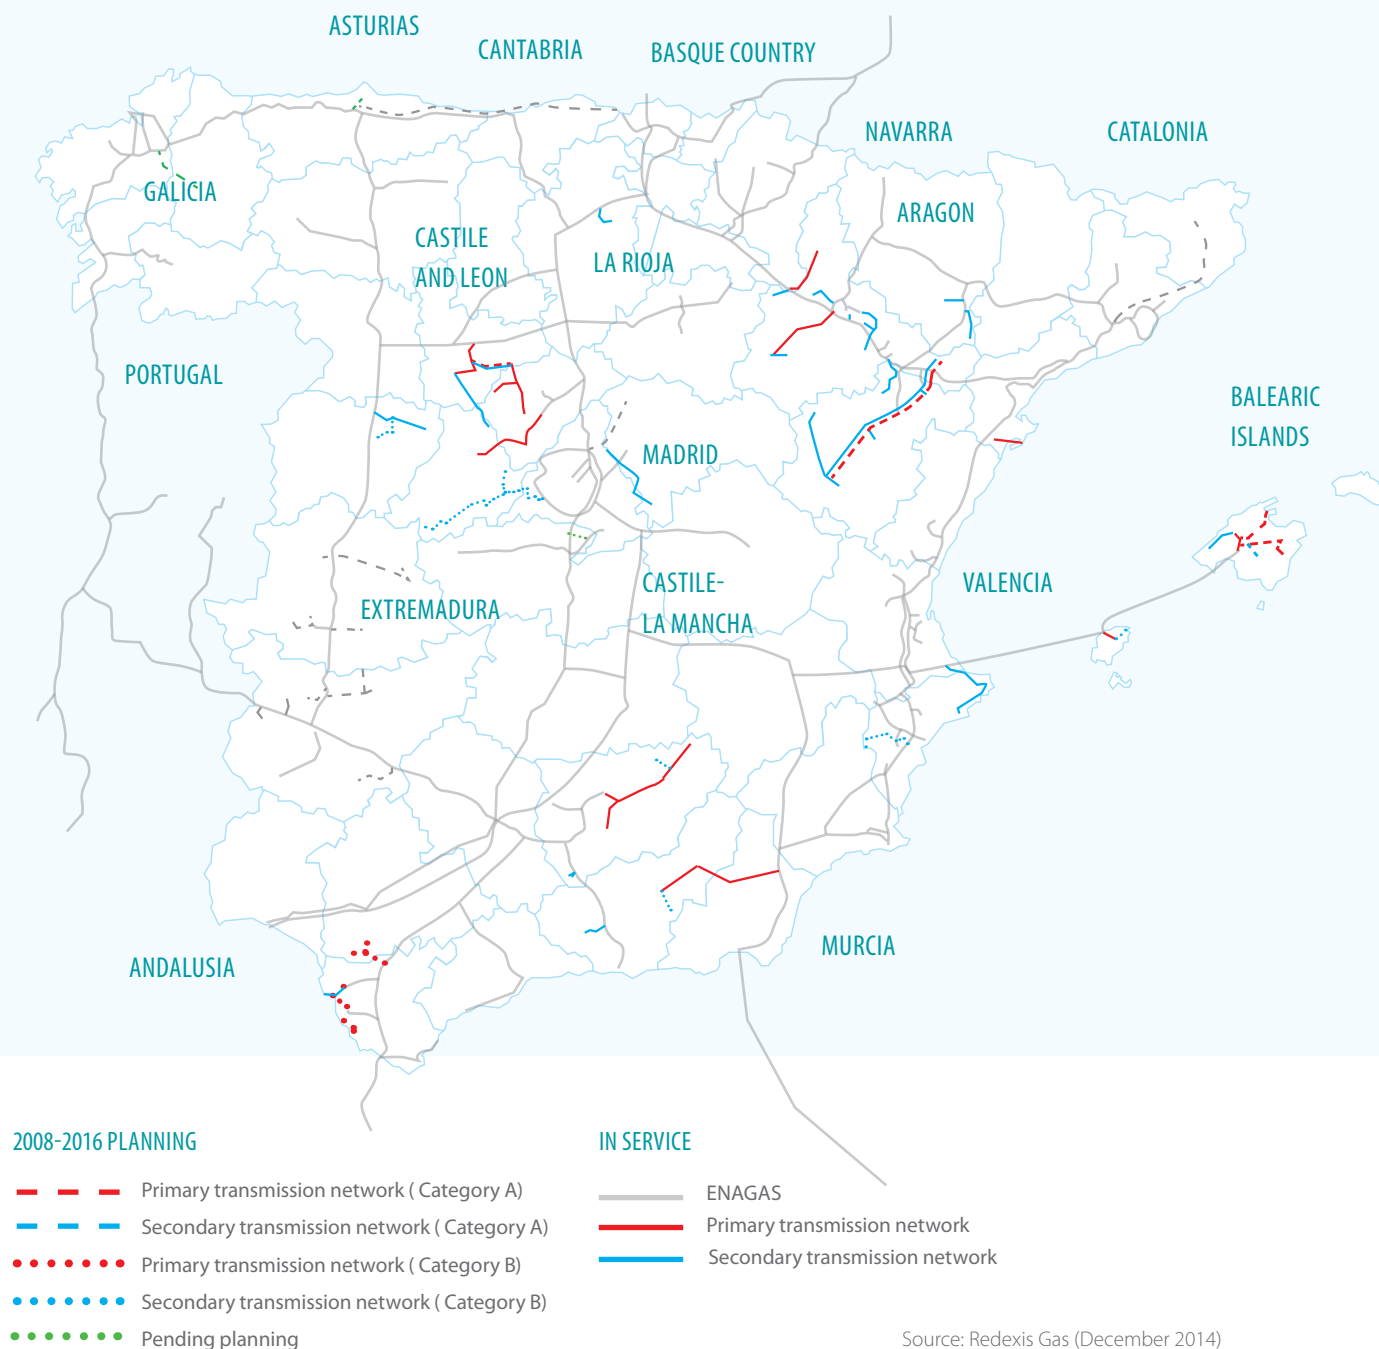 ASTURIAS
CANTABRIA
BASQUE COUNTRY
NAVARRA
CATALONIA
GALICIA
ARAGON
CASTILE
AND LEON
LA RIOJA
PORTUGAL
BALEARIC
ISLANDS
MADRID
EXTREMADURA
CASTILE-
LA MANCHA
VALENCIA
ANDALUSIA
MURCIA
2008-2016 PLANNING
Primary transmission network ( Category A)
Secondary transmission network ( Category A)
Primary transmission network ( Category B)
Secondary transmission network ( Category B)
Pending planning
IN SERVICE
ENAGAS
Primary transmission network
Secondary transmission network
Source: Redexis Gas (December 2014)